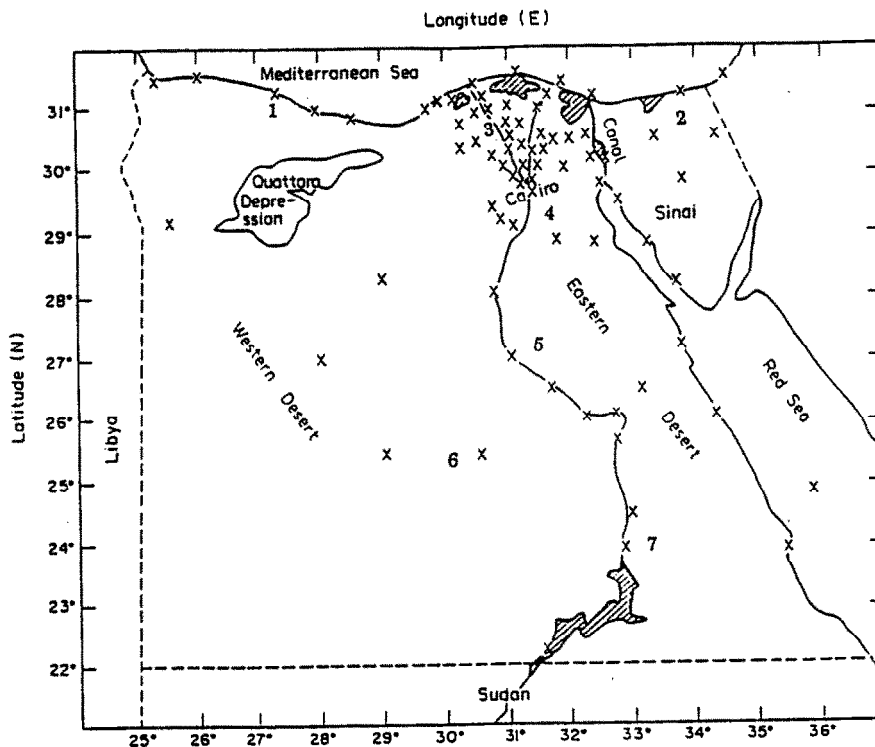 Longitude (E)
Mediterranean Sea
31°
1
2
3
Canal
30°
Quattara
Depre-
ssion
Cairo
Sinai
29°
4
28°
Eastern
Western
Desert
27°
5
Red Sea
26°
Desert
Latitude (N)
Libya
6
25°
24°
7
23°
22°
Sudan
25° 26° 27° 28° 29° 30° 31° 32° 33° 34° 35° 36°